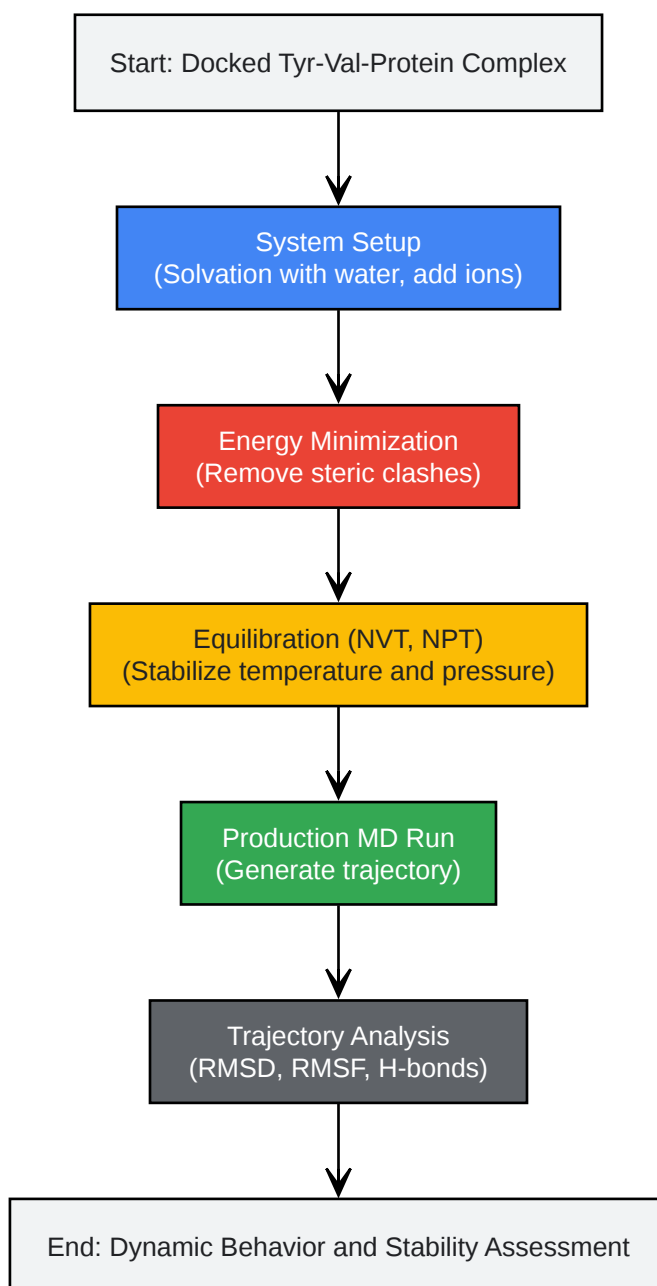 Start: Docked Tyr-Val-Protein Complex
System Setup
(Solvation with water, add ions)
Energy Minimization
(Remove steric clashes)
Equilibration (NVT, NPT)
(Stabilize temperature and pressure)
Production MD Run
(Generate trajectory)
Trajectory Analysis
(RMSD, RMSF, H-bonds)
End: Dynamic Behavior and Stability Assessment